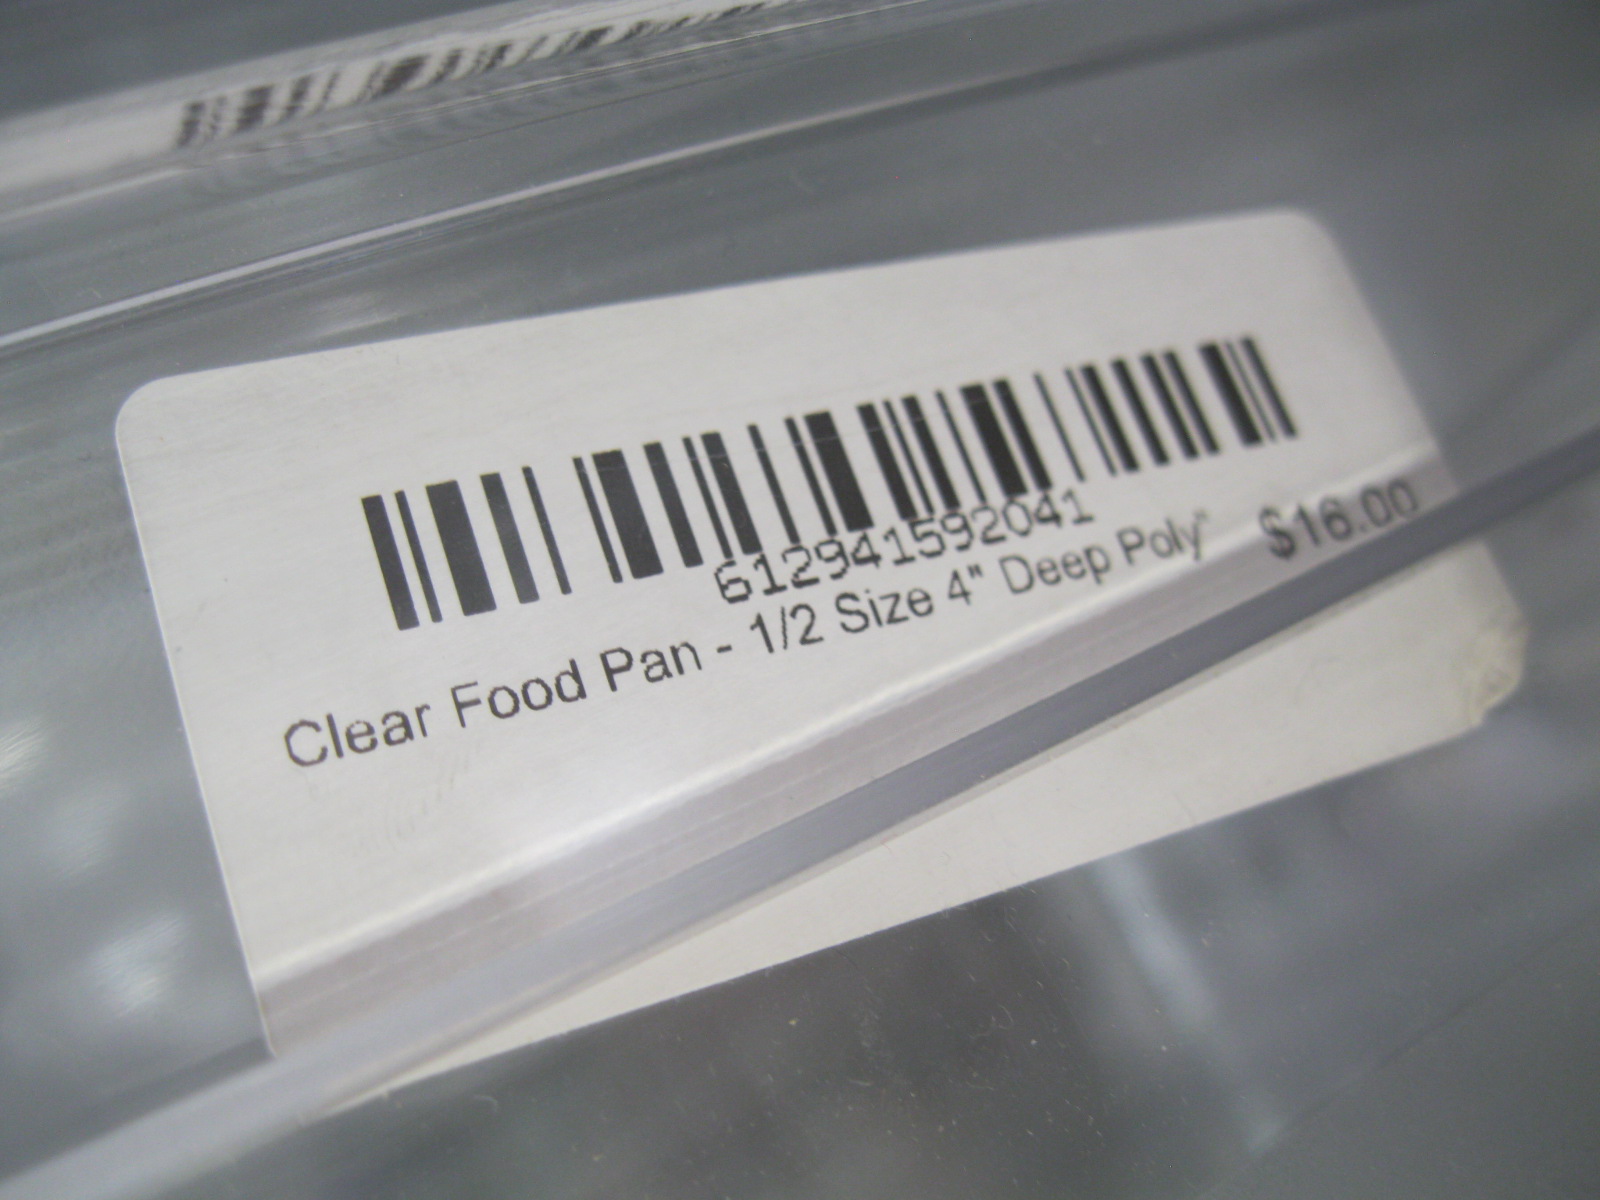 612941592041
Clear Food Pan - 1/2 Size 4" Deep Poly" $16.00